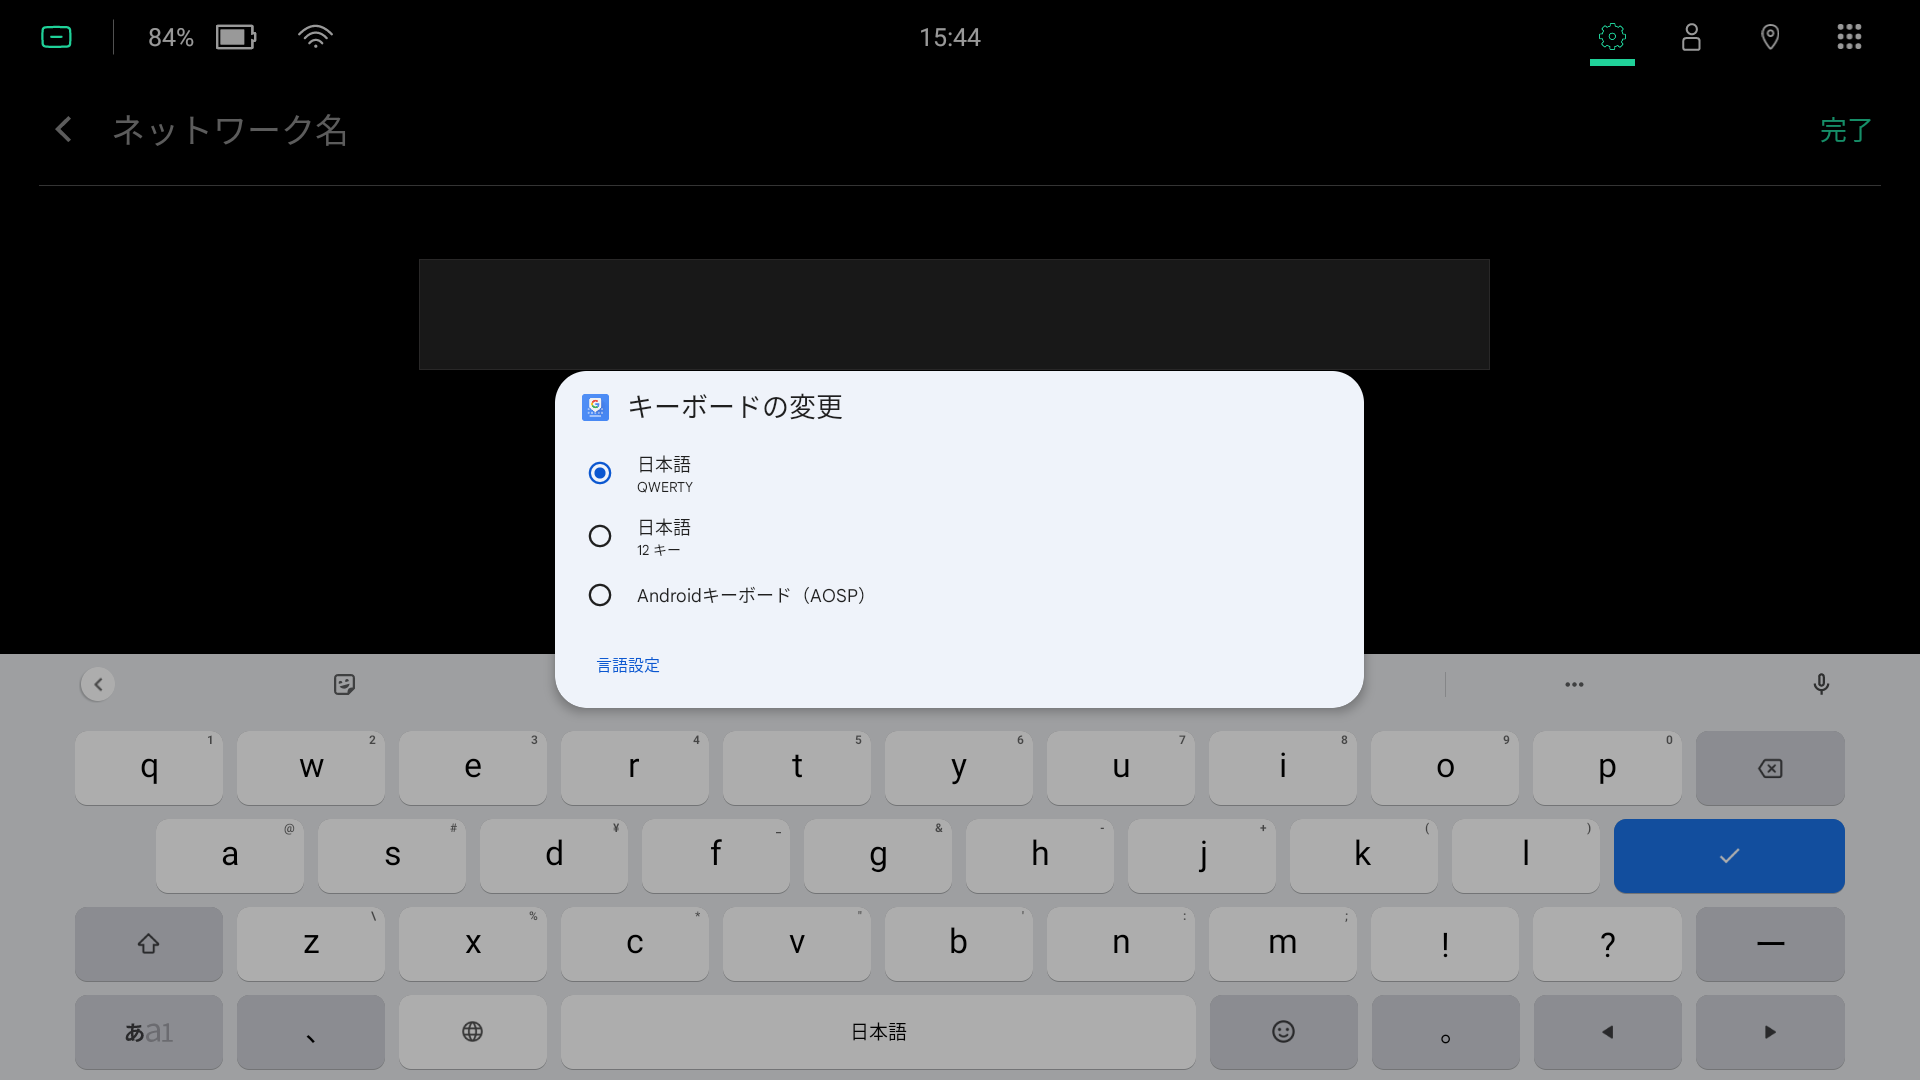 84%
15:44
ネットワーク名
完了
キーボードの変更
日本語
QWERTY
日本語
12 キー
Androidキーボード（AOSP）
言語設定
q 1 w 2 e 3 r 4 t 5 y 6 u 7 i 8 o 9 p 0
a @ s # d ¥ f _ g & h - j + k ( l )
z \ x % c * v " b ' n : m ; ! ? ー
あa1 、 日本語 。